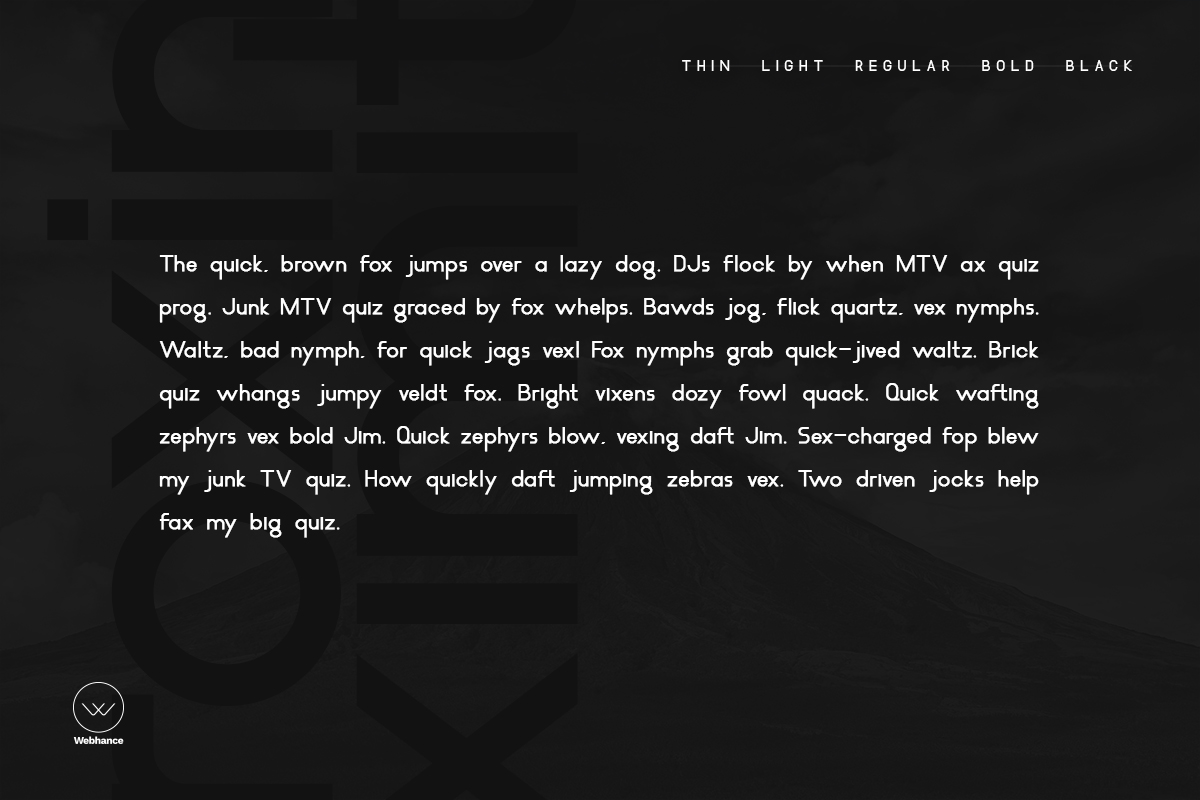 THIN LIGHT REGULAR BOLD BLACK
The quick, brown fox jumps over a lazy dog. DJs flock by when MTV ax quiz
prog. Junk MTV quiz graced by fox whelps. Bawds jog, flick quartz, vex nymphs.
Waltz, bad nymph, for quick jags vex! Fox nymphs grab quick-jived waltz. Brick
quiz whangs jumpy veldt fox. Bright vixens dozy fowl quack. Quick wafting
zephyrs vex bold Jim. Quick zephyrs blow, vexing daft Jim. Sex-charged fop blew
my junk TV quiz. How quickly daft jumping zebras vex. Two driven jocks help
fax my big quiz.
Webhance